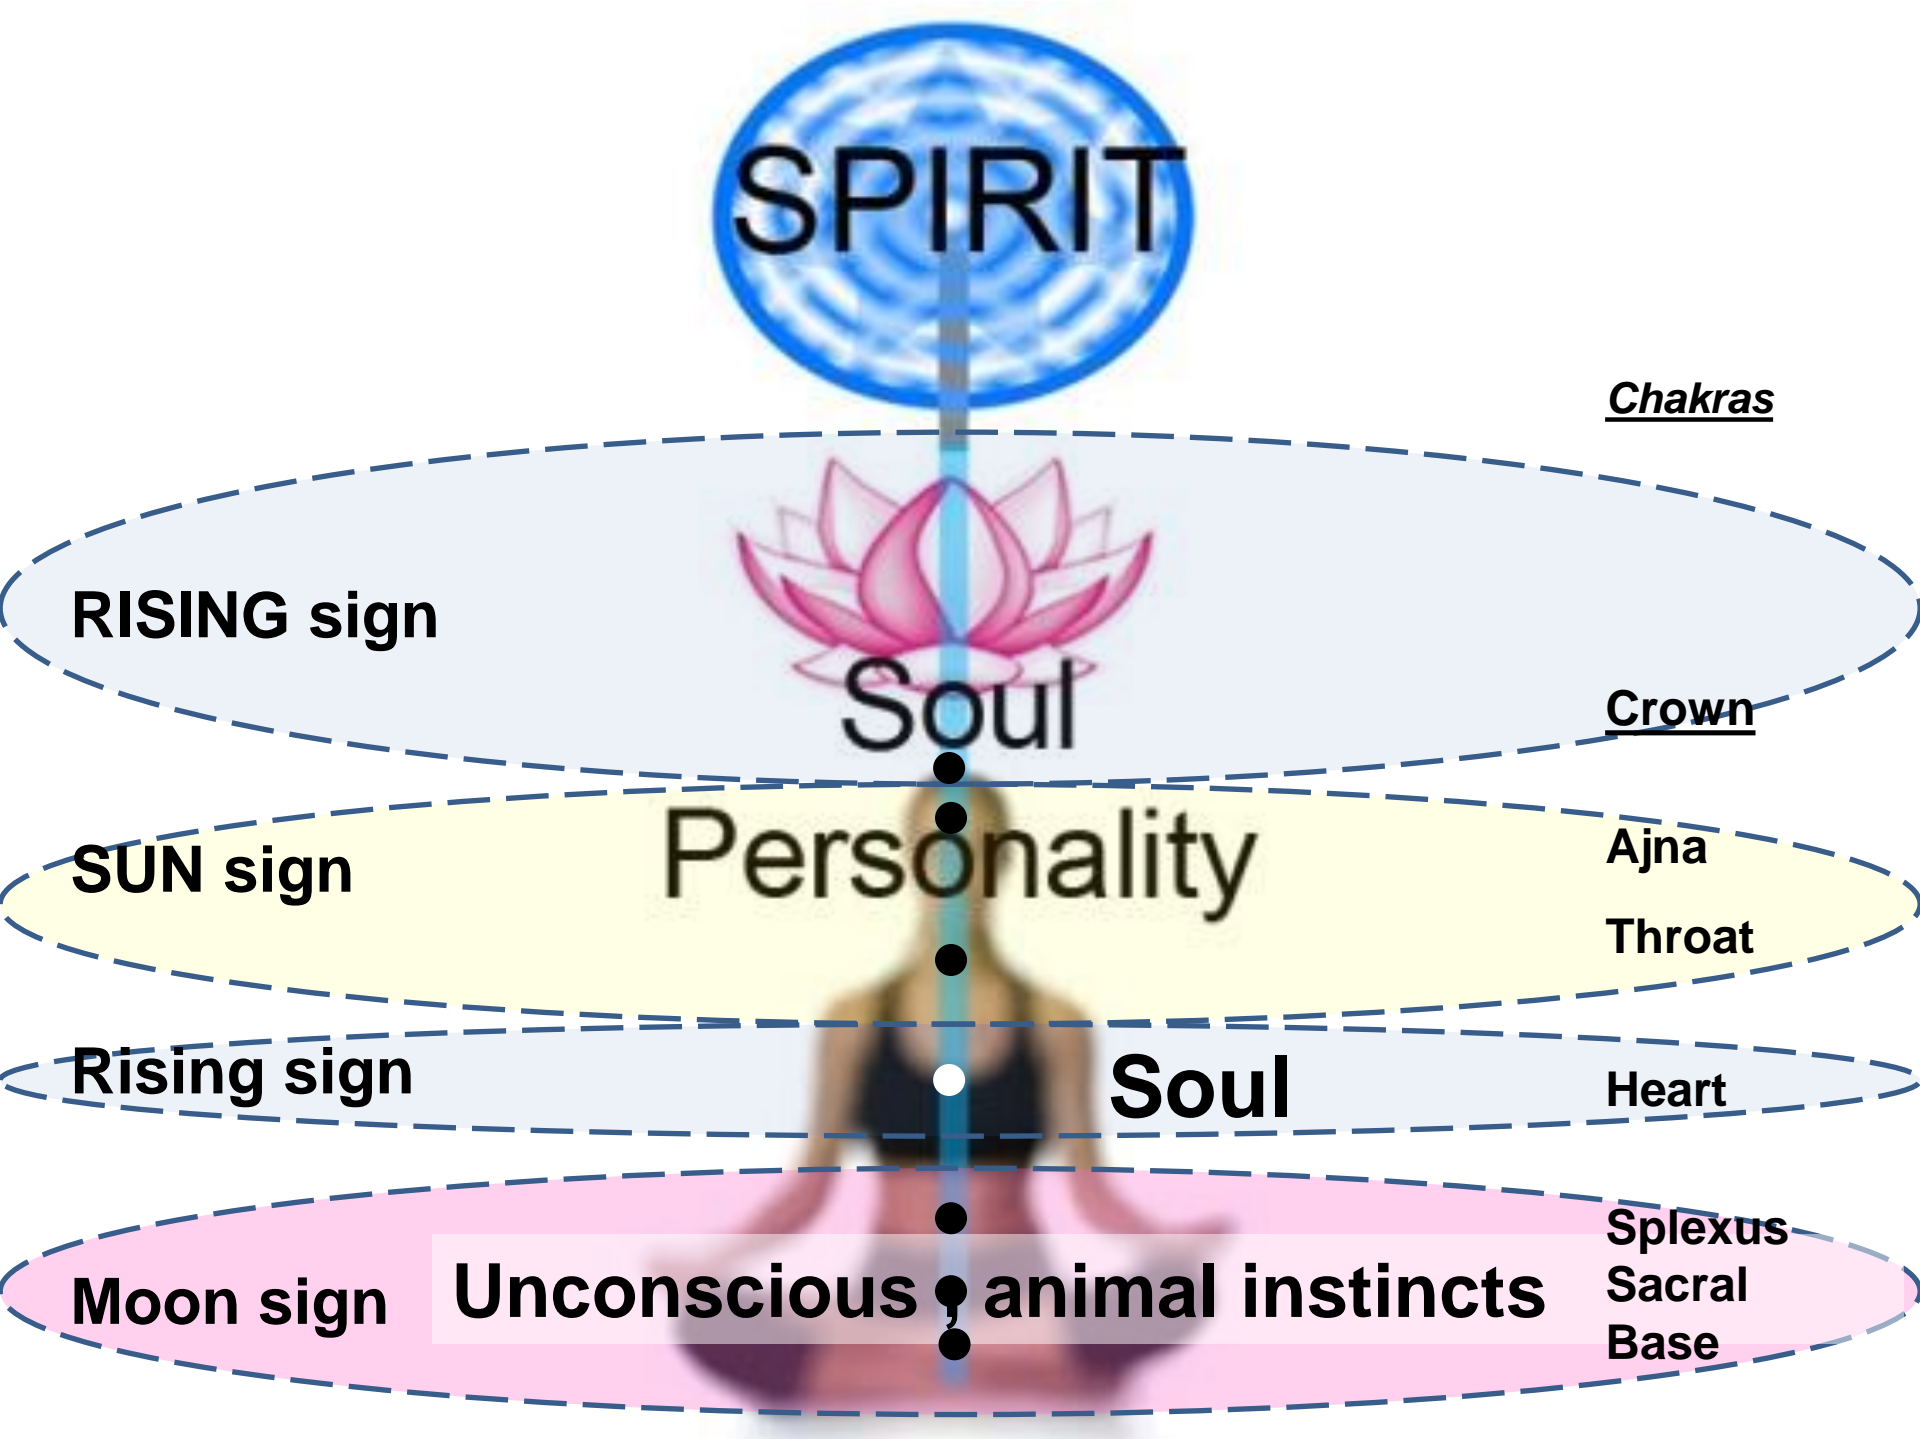 SPIRIT
Chakras
RISING sign
Soul
Crown
Personality
SUN sign
Ajna
Throat
Rising sign
Soul
Heart
Splexus
Moon sign
Unconscious , animal instincts
Sacral
Base